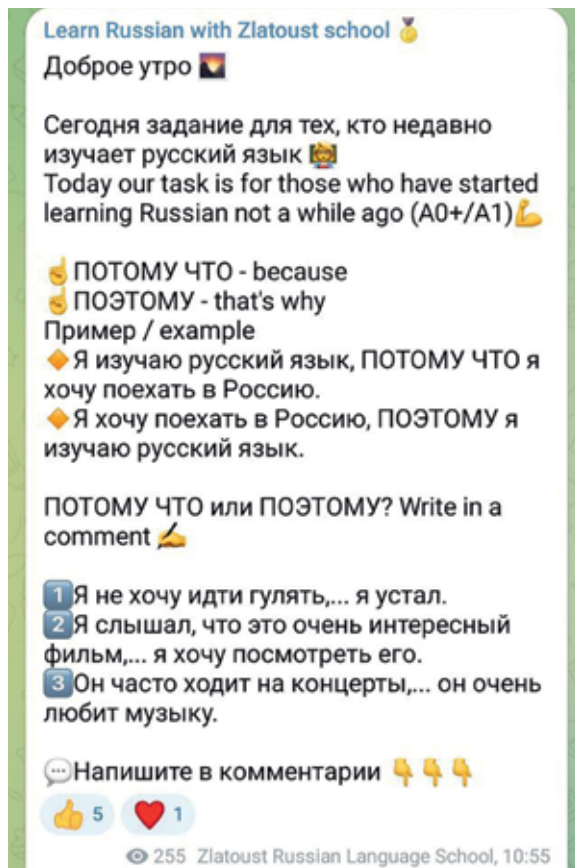 Learn Russian with Zlatoust school 🏅
Доброе утро 🌄
Сегодня задание для тех, кто недавно
изучает русский язык 👩‍🏫
Today our task is for those who have started
learning Russian not a while ago (A0+/A1)💪
☝ПОТОМУ ЧТО - because
☝ПОЭТОМУ - that's why
Пример / example
🔸Я изучаю русский язык, ПОТОМУ ЧТО я
хочу поехать в Россию.
🔸Я хочу поехать в Россию, ПОЭТОМУ я
изучаю русский язык.
ПОТОМУ ЧТО или ПОЭТОМУ? Write in a
comment ✍
1️⃣Я не хочу идти гулять,... я устал.
2️⃣Я слышал, что это очень интересный
фильм,... я хочу посмотреть его.
3️⃣Он часто ходит на концерты,... он очень
любит музыку.
💬Напишите в комментарии 👇👇👇
👍 5 ❤ 1
255 Zlatoust Russian Language School, 10:55